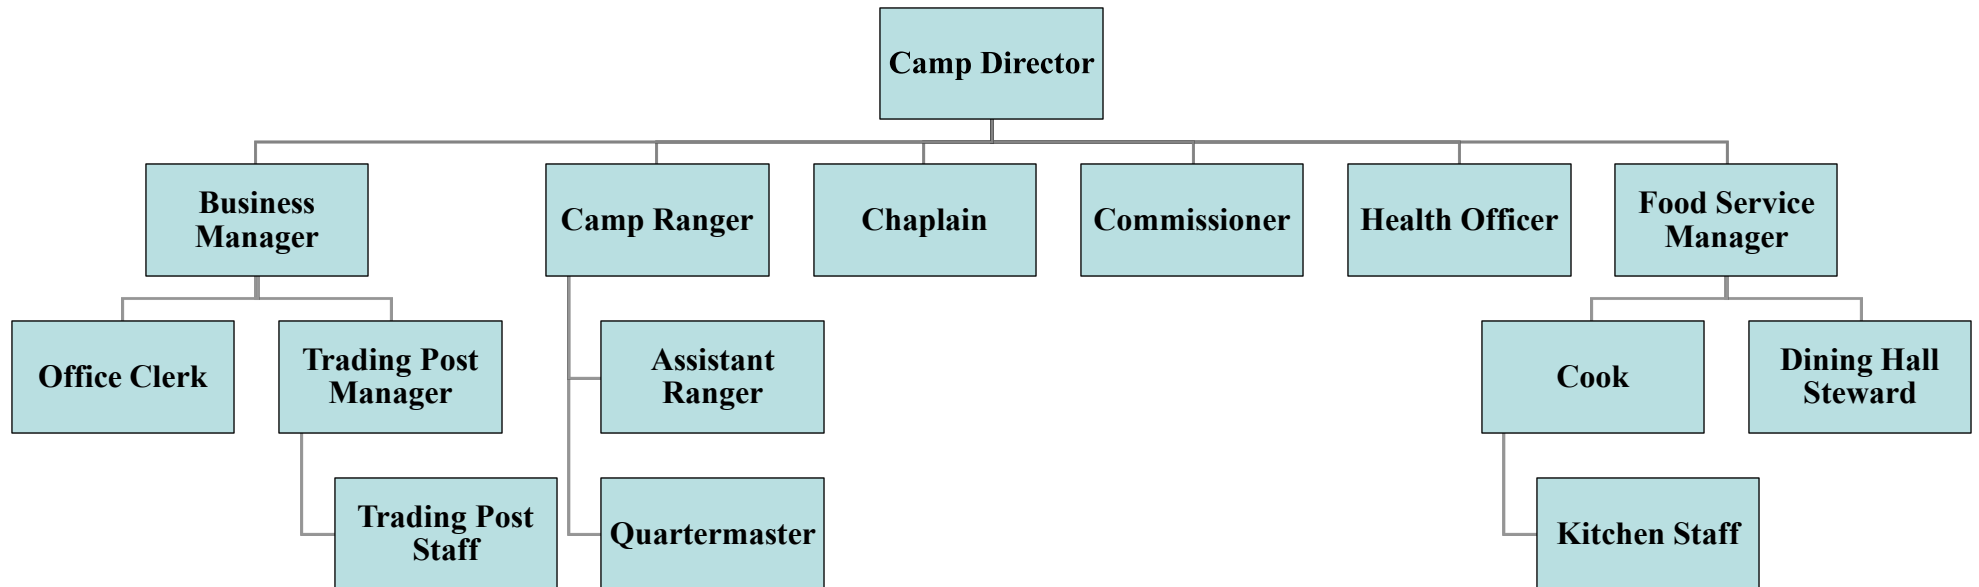 Camp Director
Business
Manager
Camp Ranger
Chaplain
Commissioner
Health Officer
Food Service
Manager
Office Clerk
Trading Post
Manager
Assistant
Ranger
Cook
Dining Hall
Steward
Trading Post
Staff
Quartermaster
Kitchen Staff